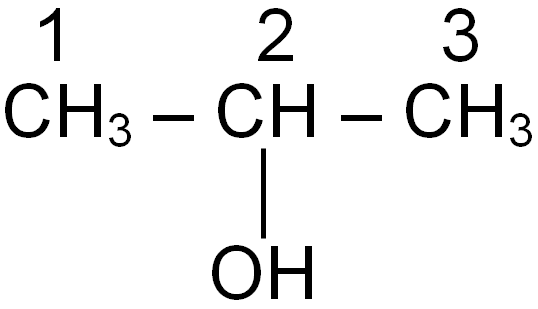 1 2 3
CH₃ – CH – CH₃
OH